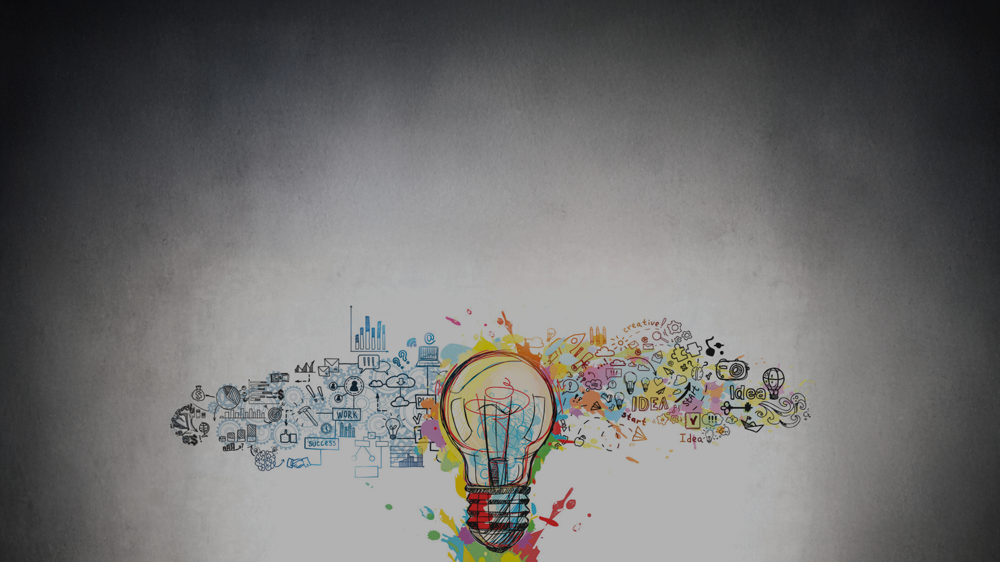 creative!
@
!!!
??
WORK
success
IDEA
start
StARt
Idea
Idea
!!!
$
$